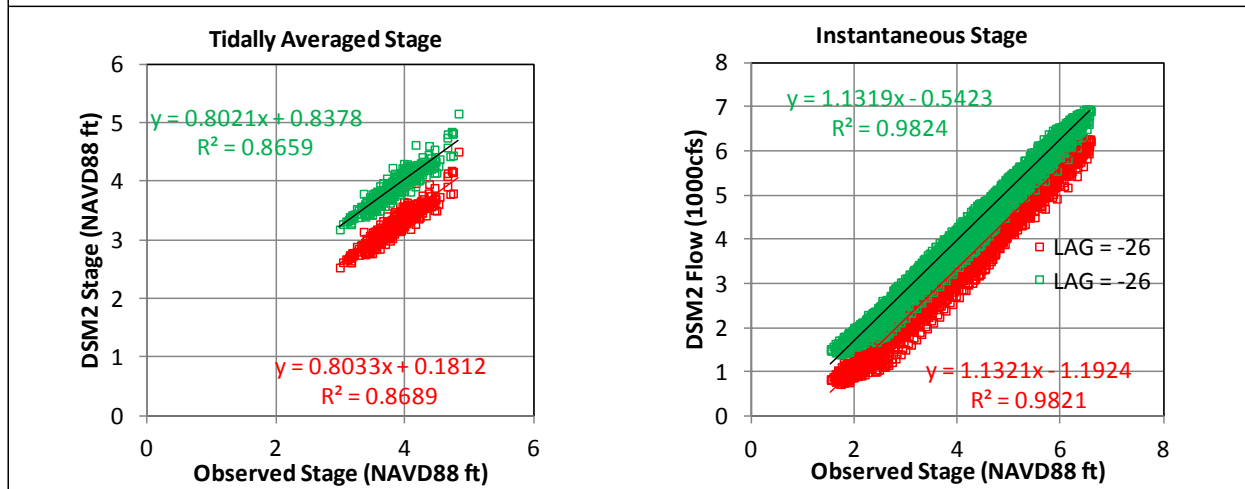 Tidally Averaged Stage
6
5
4
3
2
1
0
0
2
4
6
DSM2 Stage (NAVD88 ft)
Observed Stage (NAVD88 ft)
y = 0.8021x + 0.8378
R² = 0.8659
y = 0.8033x + 0.1812
R² = 0.8689
Instantaneous Stage
8
7
6
5
4
3
2
1
0
0
2
4
6
8
DSM2 Flow (1000cfs)
Observed Stage (NAVD88 ft)
y = 1.1319x - 0.5423
R² = 0.9824
LAG = -26
LAG = -26
y = 1.1321x - 1.1924
R² = 0.9821